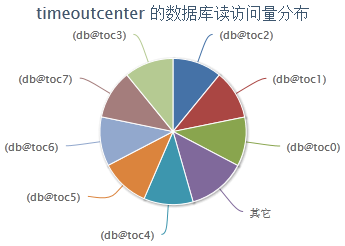 timeoutcenter 的数据库读访问量分布
(db@toc3)
(db@toc2)
(db@toc7)
(db@toc1)
(db@toc6)
(db@toc0)
(db@toc5)
其它
(db@toc4)